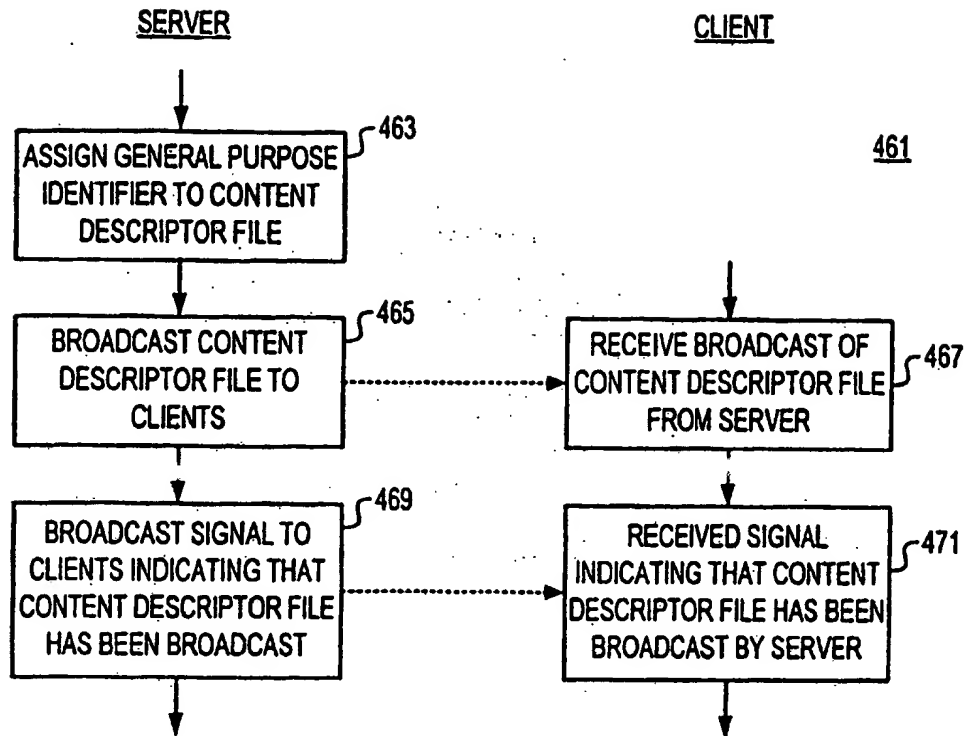 SERVER
CLIENT
461
463
ASSIGN GENERAL PURPOSE
IDENTIFIER TO CONTENT
DESCRIPTOR FILE
465
BROADCAST CONTENT
DESCRIPTOR FILE TO
CLIENTS
467
RECEIVE BROADCAST OF
CONTENT DESCRIPTOR FILE
FROM SERVER
469
BROADCAST SIGNAL TO
CLIENTS INDICATING THAT
CONTENT DESCRIPTOR FILE
HAS BEEN BROADCAST
471
RECEIVED SIGNAL
INDICATING THAT CONTENT
DESCRIPTOR FILE HAS BEEN
BROADCAST BY SERVER